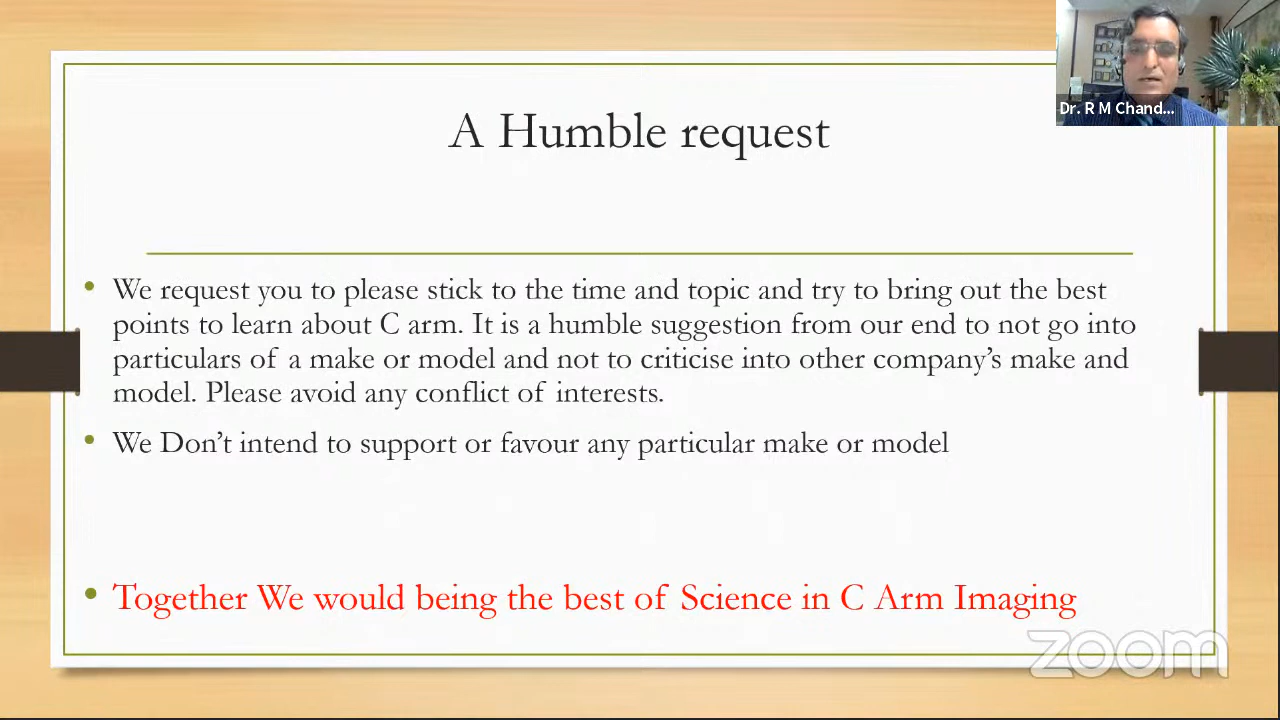 Dr. R M Chand...
A Humble request
We request you to please stick to the time and topic and try to bring out the best
points to learn about C arm. It is a humble suggestion from our end to not go into
particulars of a make or model and not to criticise into other company's make and
model. Please avoid any conflict of interests.
We Don't intend to support or favour any particular make or model
Together We would being the best of Science in C Arm Imaging
zoom